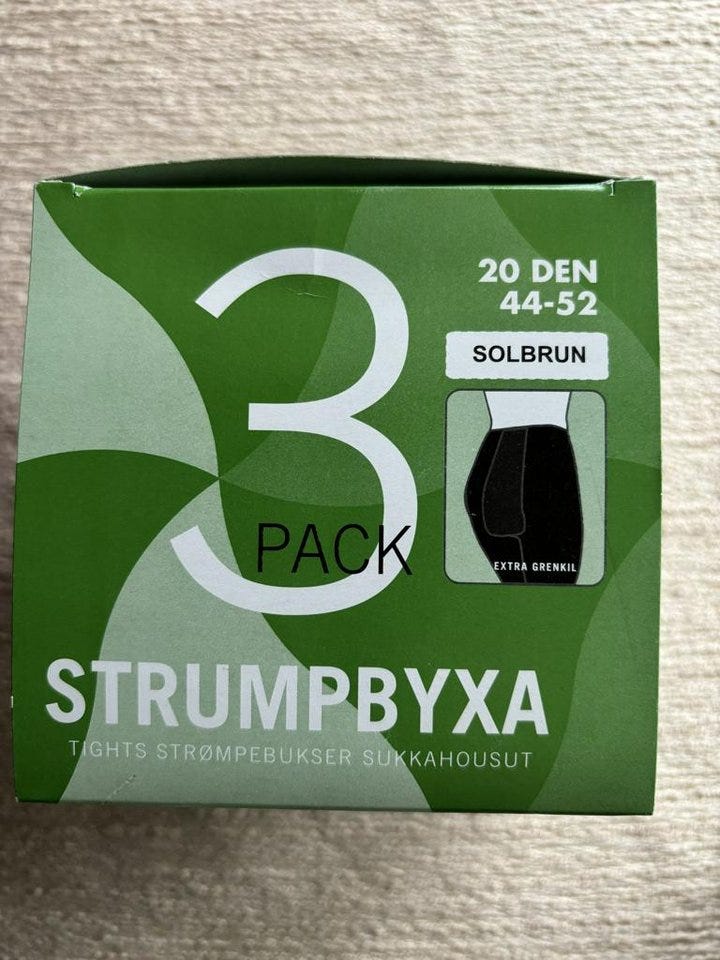 3
PACK
20 DEN
44-52
SOLBRUN
EXTRA GRENKIL
STRUMPBYXA
TIGHTS STRØMPEBUKSER SUKKAHOUSUT